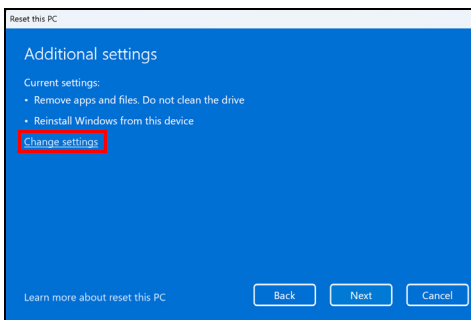 Reset this PC
Additional settings
Current settings:
• Remove apps and files. Do not clean the drive
• Reinstall Windows from this device
Change settings
Learn more about reset this PC
Back
Next
Cancel